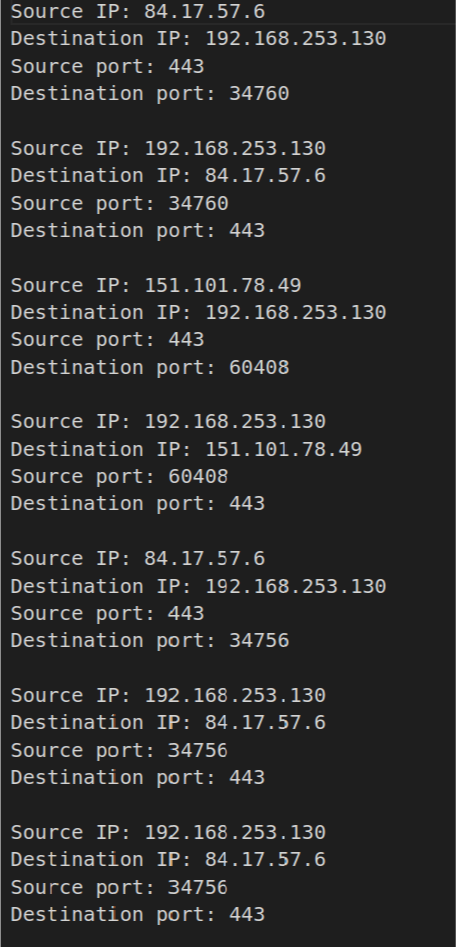 Source IP: 84.17.57.6
Destination IP: 192.168.253.130
Source port: 443
Destination port: 34760
Source IP: 192.168.253.130
Destination IP: 84.17.57.6
Source port: 34760
Destination port: 443
Source IP: 151.101.78.49
Destination IP: 192.168.253.130
Source port: 443
Destination port: 60408
Source IP: 192.168.253.130
Destination IP: 151.101.78.49
Source port: 60408
Destination port: 443
Source IP: 84.17.57.6
Destination IP: 192.168.253.130
Source port: 443
Destination port: 34756
Source IP: 192.168.253.130
Destination IP: 84.17.57.6
Source port: 34756
Destination port: 443
Source IP: 192.168.253.130
Destination IP: 84.17.57.6
Source port: 34756
Destination port: 443